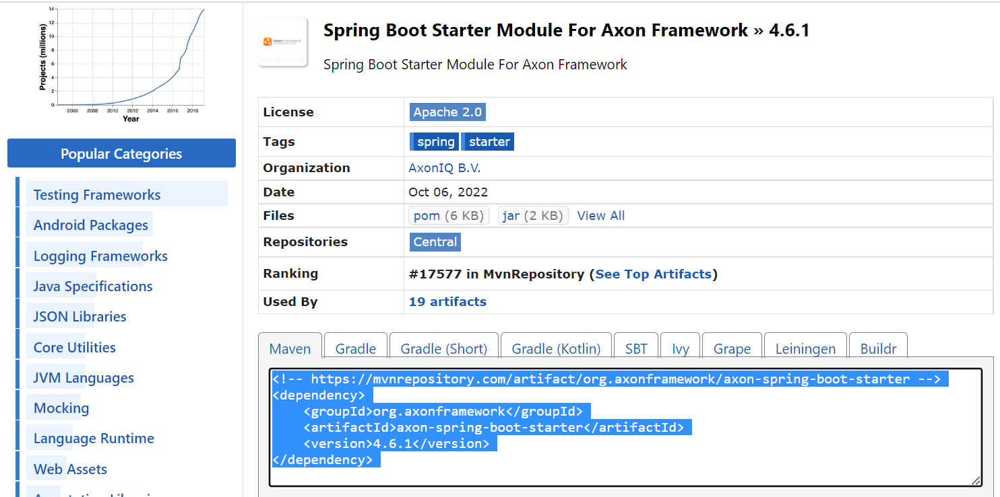 14
12
10
8
6
4
2
0
Projects (millions)
2006 2008 2010 2012 2014 2016 2018
Year
Popular Categories
Testing Frameworks
Android Packages
Logging Frameworks
Java Specifications
JSON Libraries
Core Utilities
JVM Languages
Mocking
Language Runtime
Web Assets
Spring Boot Starter Module For Axon Framework » 4.6.1
Spring Boot Starter Module For Axon Framework
License Apache 2.0
Tags spring starter
Organization AxonIQ B.V.
Date Oct 06, 2022
Files pom (6 KB) jar (2 KB) View All
Repositories Central
Ranking #17577 in MvnRepository (See Top Artifacts)
Used By 19 artifacts
Maven Gradle Gradle (Short) Gradle (Kotlin) SBT Ivy Grape Leiningen Buildr
<!-- https://mvnrepository.com/artifact/org.axonframework/axon-spring-boot-starter -->
<dependency>
    <groupId>org.axonframework</groupId>
    <artifactId>axon-spring-boot-starter</artifactId>
    <version>4.6.1</version>
</dependency>